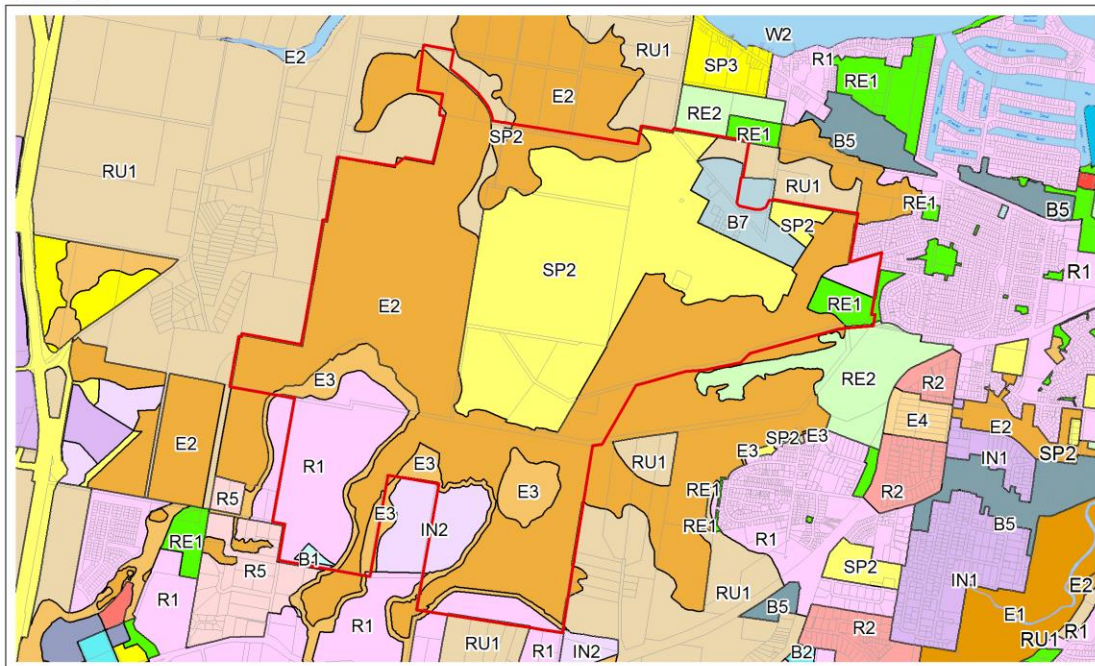 E2
RU1
W2
R1
SP3
RE1
E2
RE2
SP2
RE1
B5
RU1
RU1
B7
SP2
RE1
B5
R1
SP2
E2
RE1
RE2
R2
E3
E4
E2
E2
R1
E3
E3
RU1
SP2
E3
E3
IN1
SP2
R2
R5
E3
IN2
RE1
RE1
R1
B5
RE1
B1
R5
SP2
IN1
E2
RU1
E1
R1
R1
RU1
R1
IN2
B5
R2
B2
RU1
R1